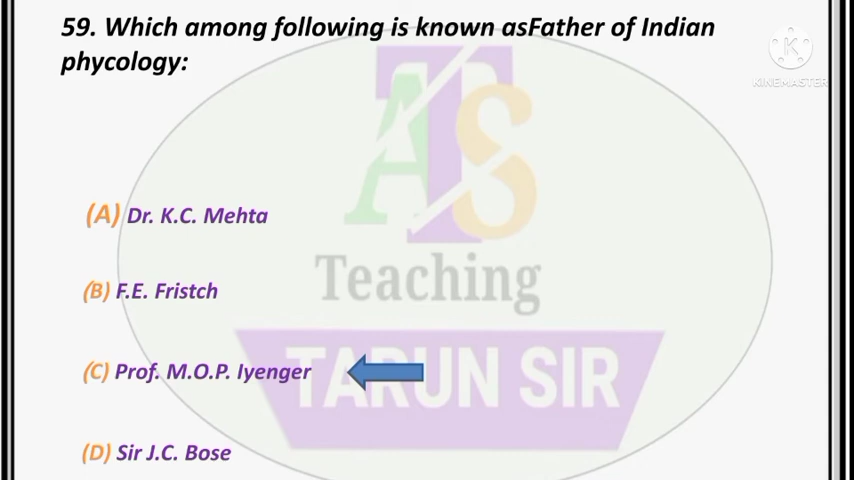 59. Which among following is known asFather of Indian
phycology:
KINEMASTER
(A) Dr. K.C. Mehta
ATS
Teaching
(B) F.E. Fristch
(C) Prof. M.O.P. Iyenger
TARUN SIR
(D) Sir J.C. Bose